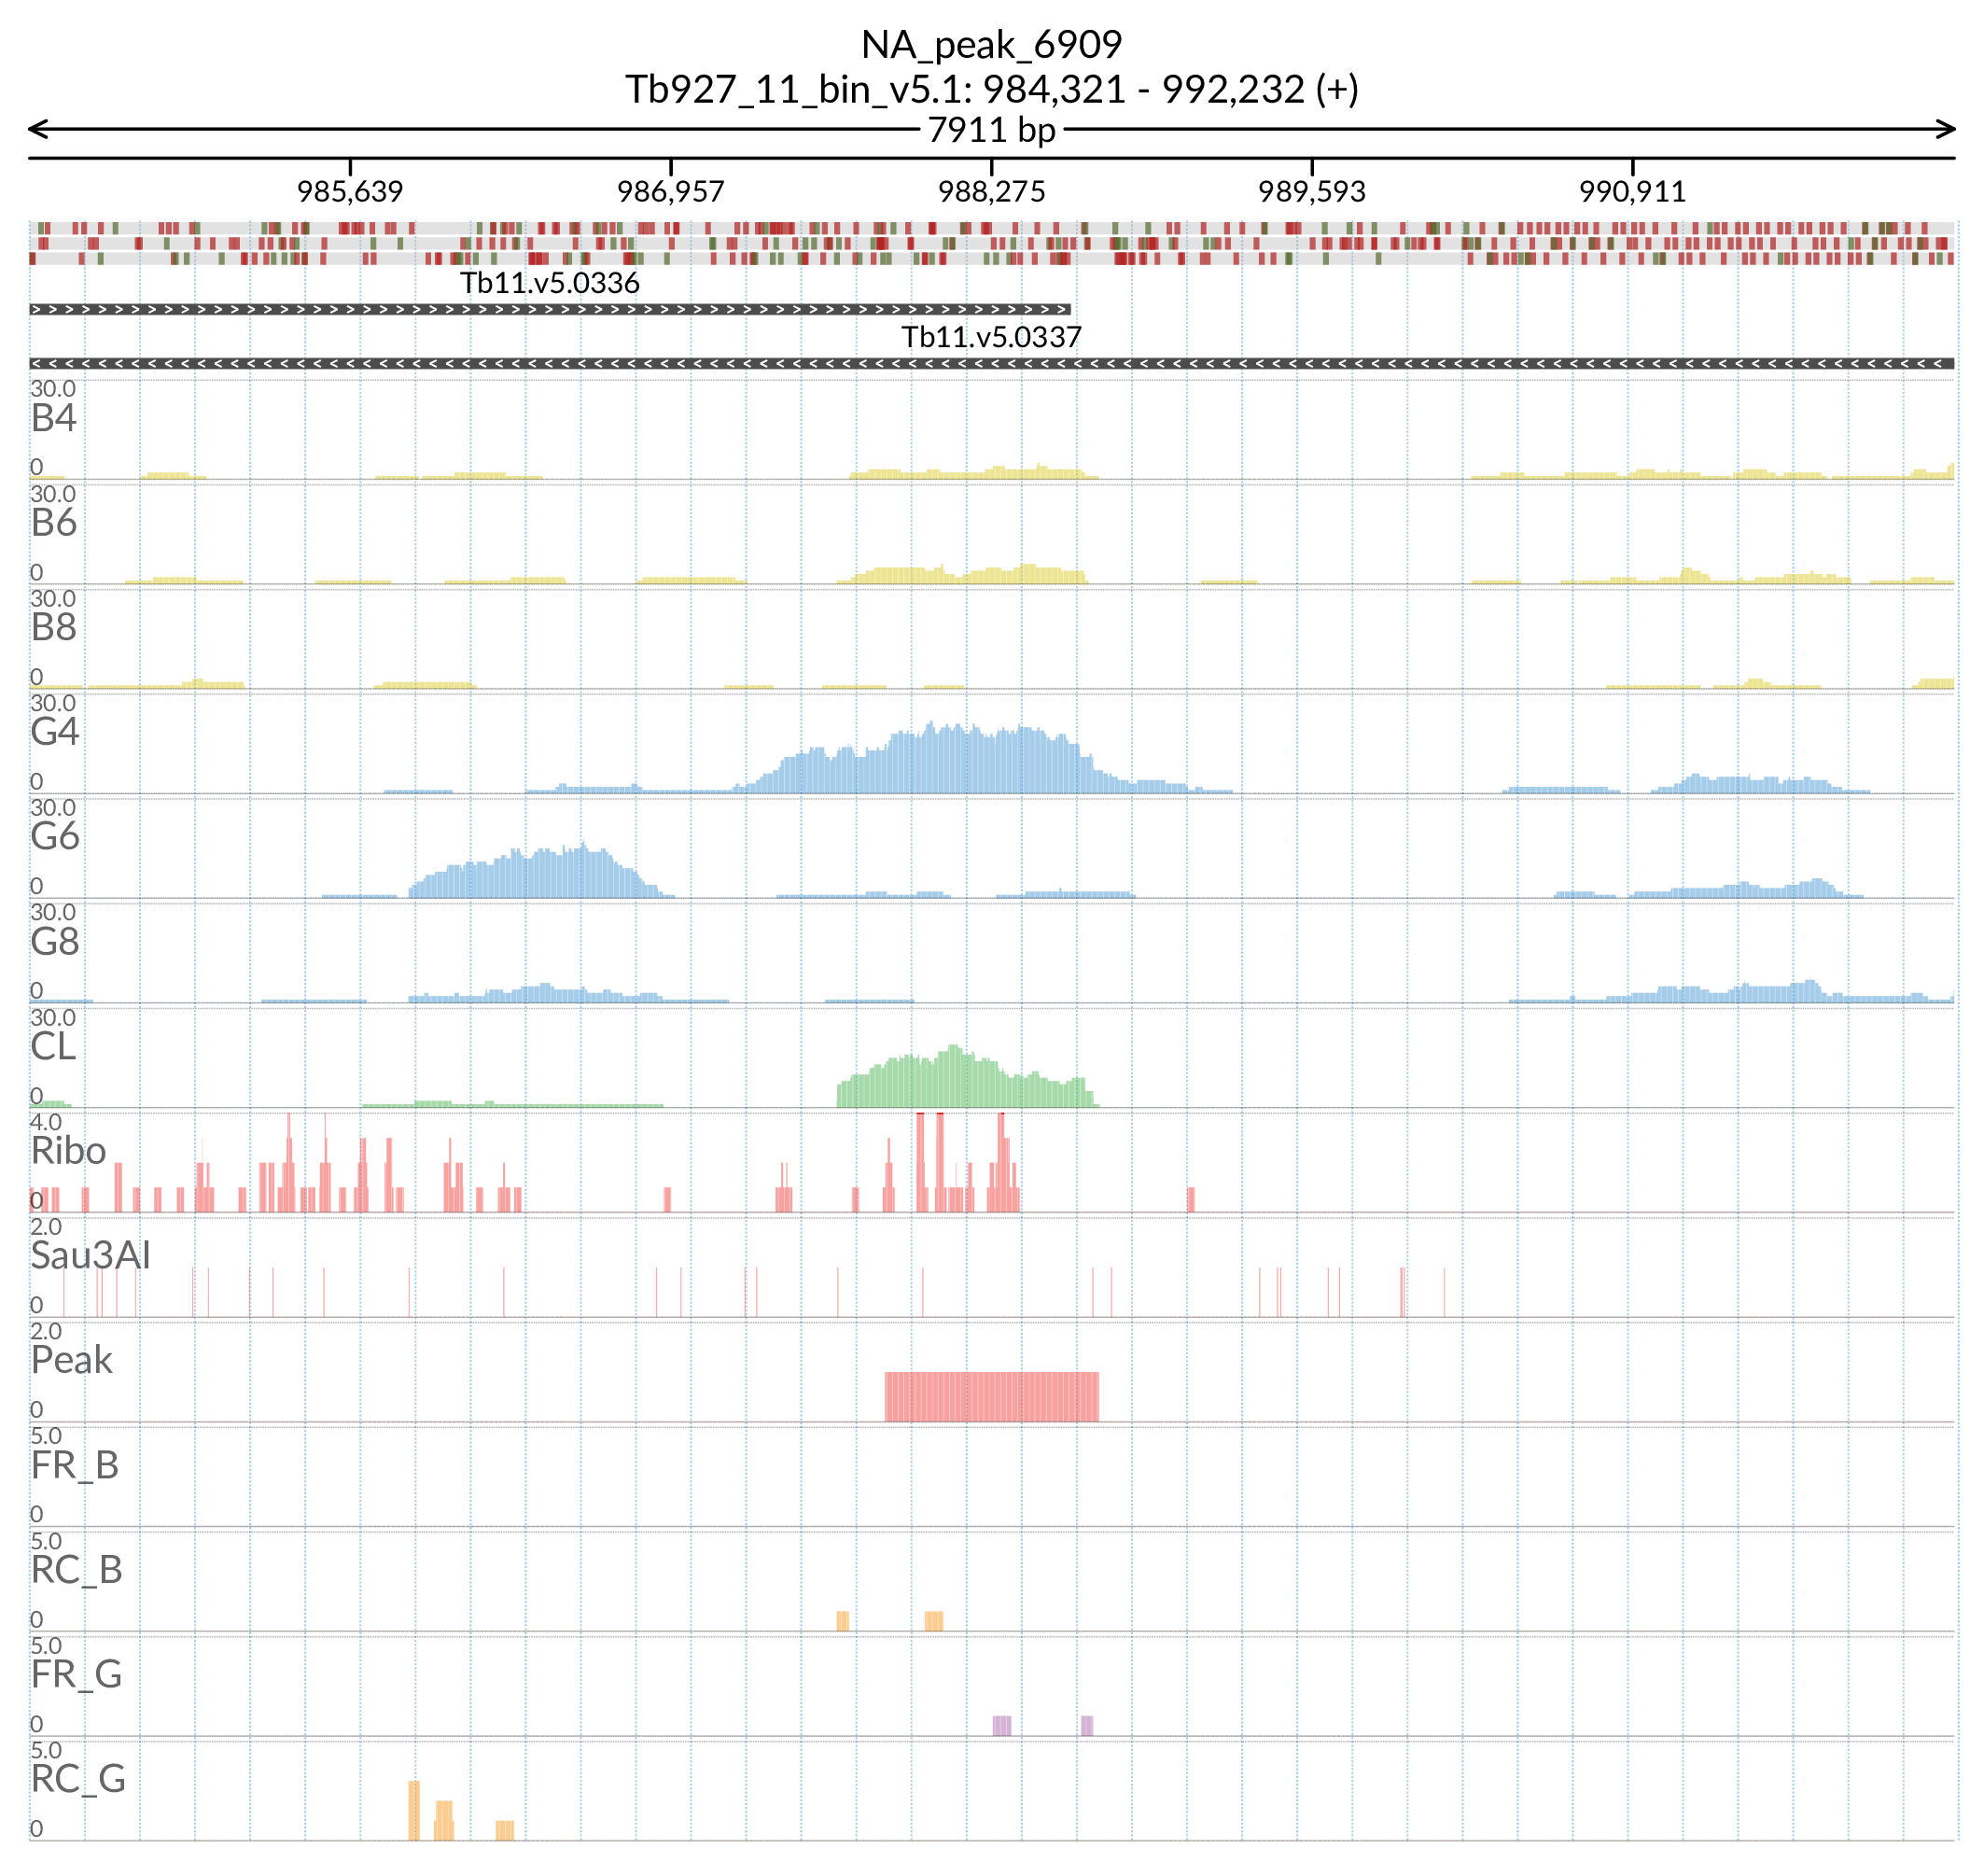 NA_peak_6909
Tb927_11_bin_v5.1: 984,321 - 992,232 (+)
7911 bp
985,639 986,957 988,275 989,593 990,911
Tb11.v5.0336
Tb11.v5.0337
30.0
B4
0
30.0
B6
0
30.0
B8
0
30.0
G4
0
30.0
G6
0
30.0
G8
0
30.0
CL
0
4.0
Ribo
0
2.0
Sau3AI
0
2.0
Peak
0
5.0
FR_B
0
5.0
RC_B
0
5.0
FR_G
0
5.0
RC_G
0